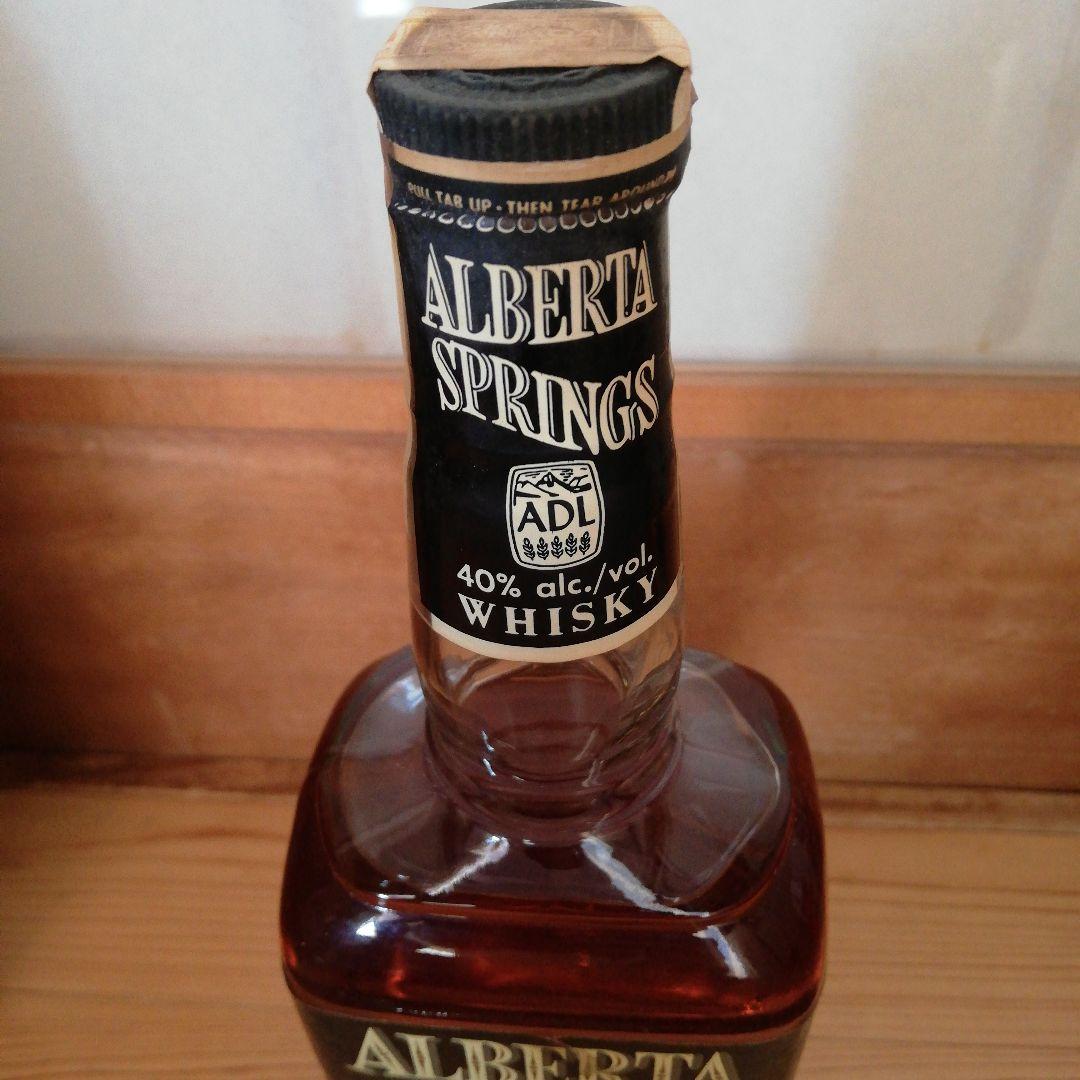 PULL TAB UP · THEN TEAR AROUND
ALBERTA
SPRINGS
ADL
40% alc./vol.
WHISKY
ALBERTA